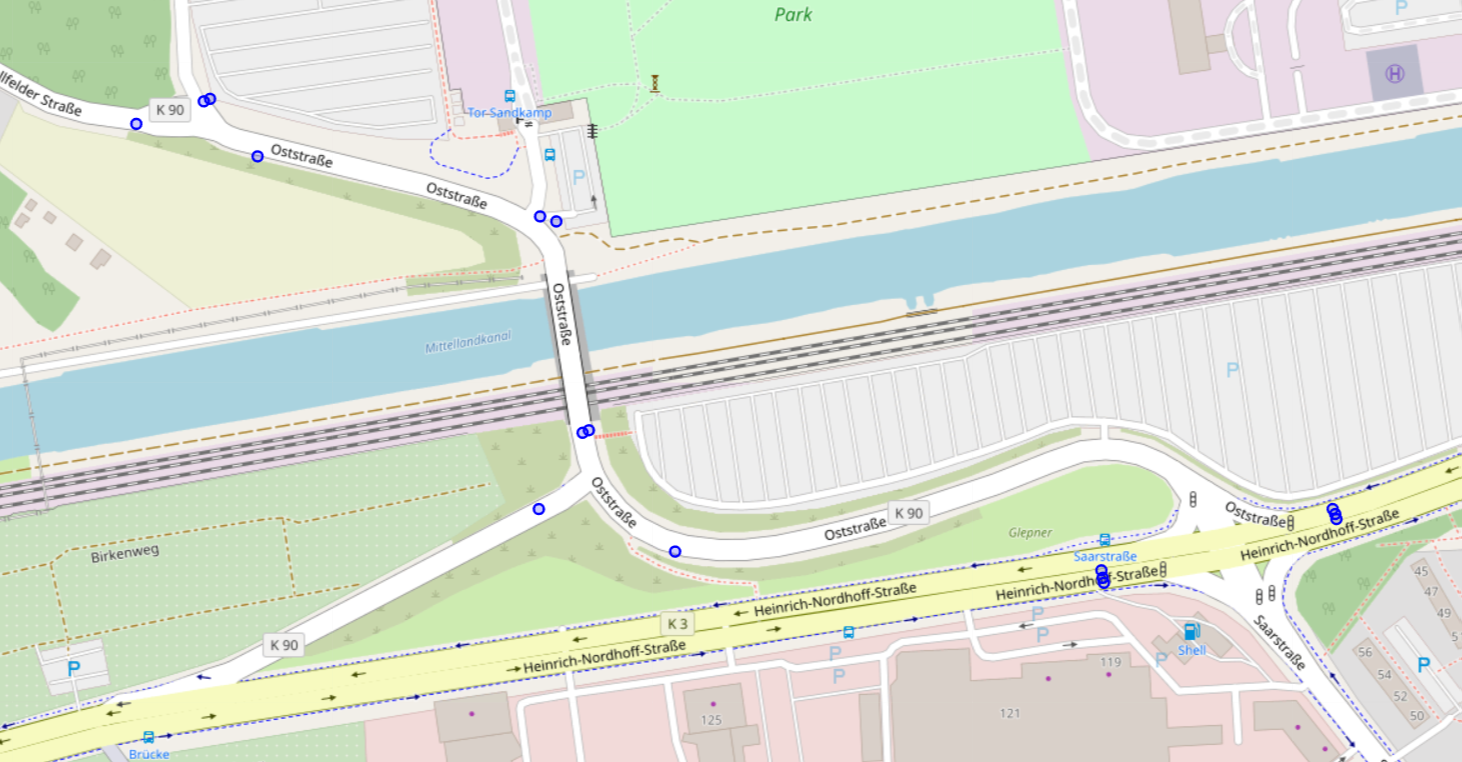 Park
P
H
llfelder Straße
K 90
Tor Sandkamp
Oststraße
Oststraße
P
Oststraße
Mittellandkanal
P
Oststraße
K 90
Oststraße
Oststraße
Glepner
Heinrich-Nordhoff-Straße
Birkenweg
Saarstraße
Heinrich-Nordhoff-Straße
Heinrich-Nordhoff-Straße
45
47
49
5
K 3
P
P
K 90
Heinrich-Nordhoff-Straße
Shell
Saarstraße
56
P
P
P
P
119
P
54
52
50
125
121
Brücke